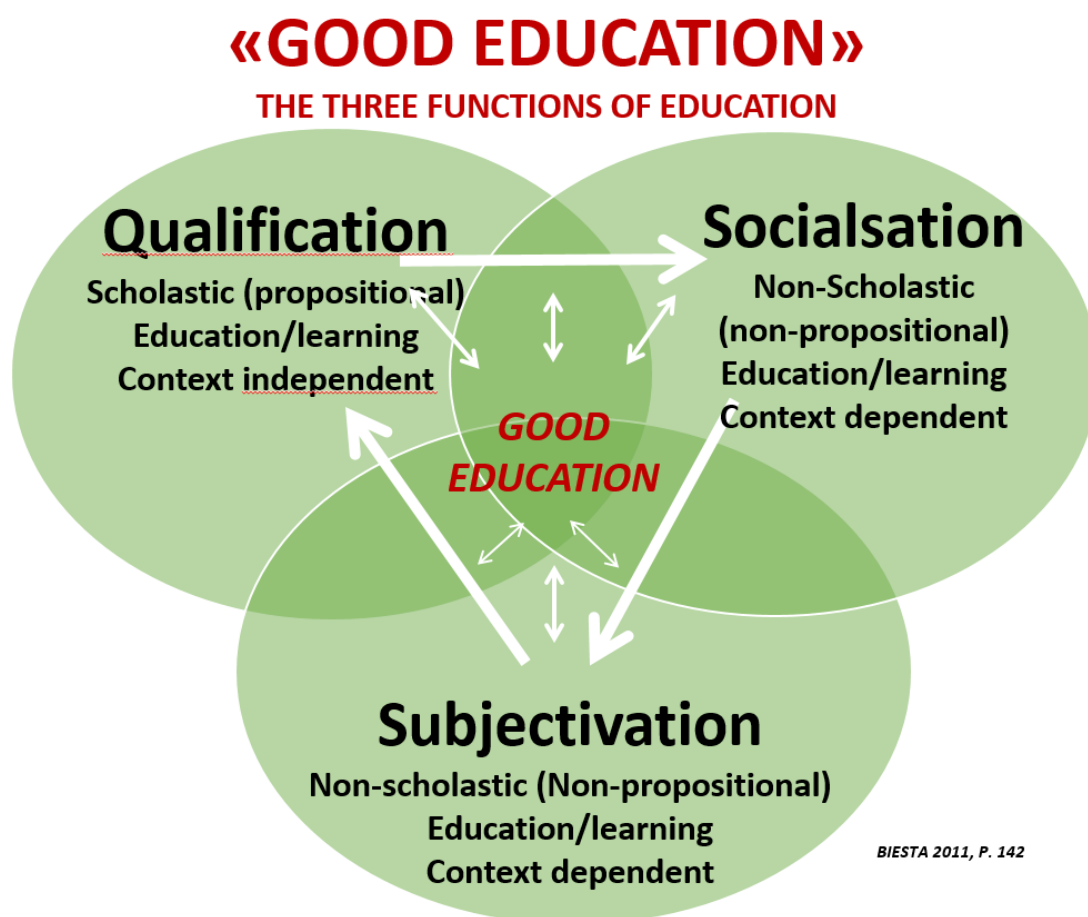 «GOOD EDUCATION»
THE THREE FUNCTIONS OF EDUCATION
Qualification
Scholastic (propositional)
Education/learning
Context independent
Socialsation
Non-Scholastic
(non-propositional)
Education/learning
Context dependent
GOOD
EDUCATION
Subjectivation
Non-scholastic (Non-propositional)
Education/learning
Context dependent
BIESTA 2011, P. 142